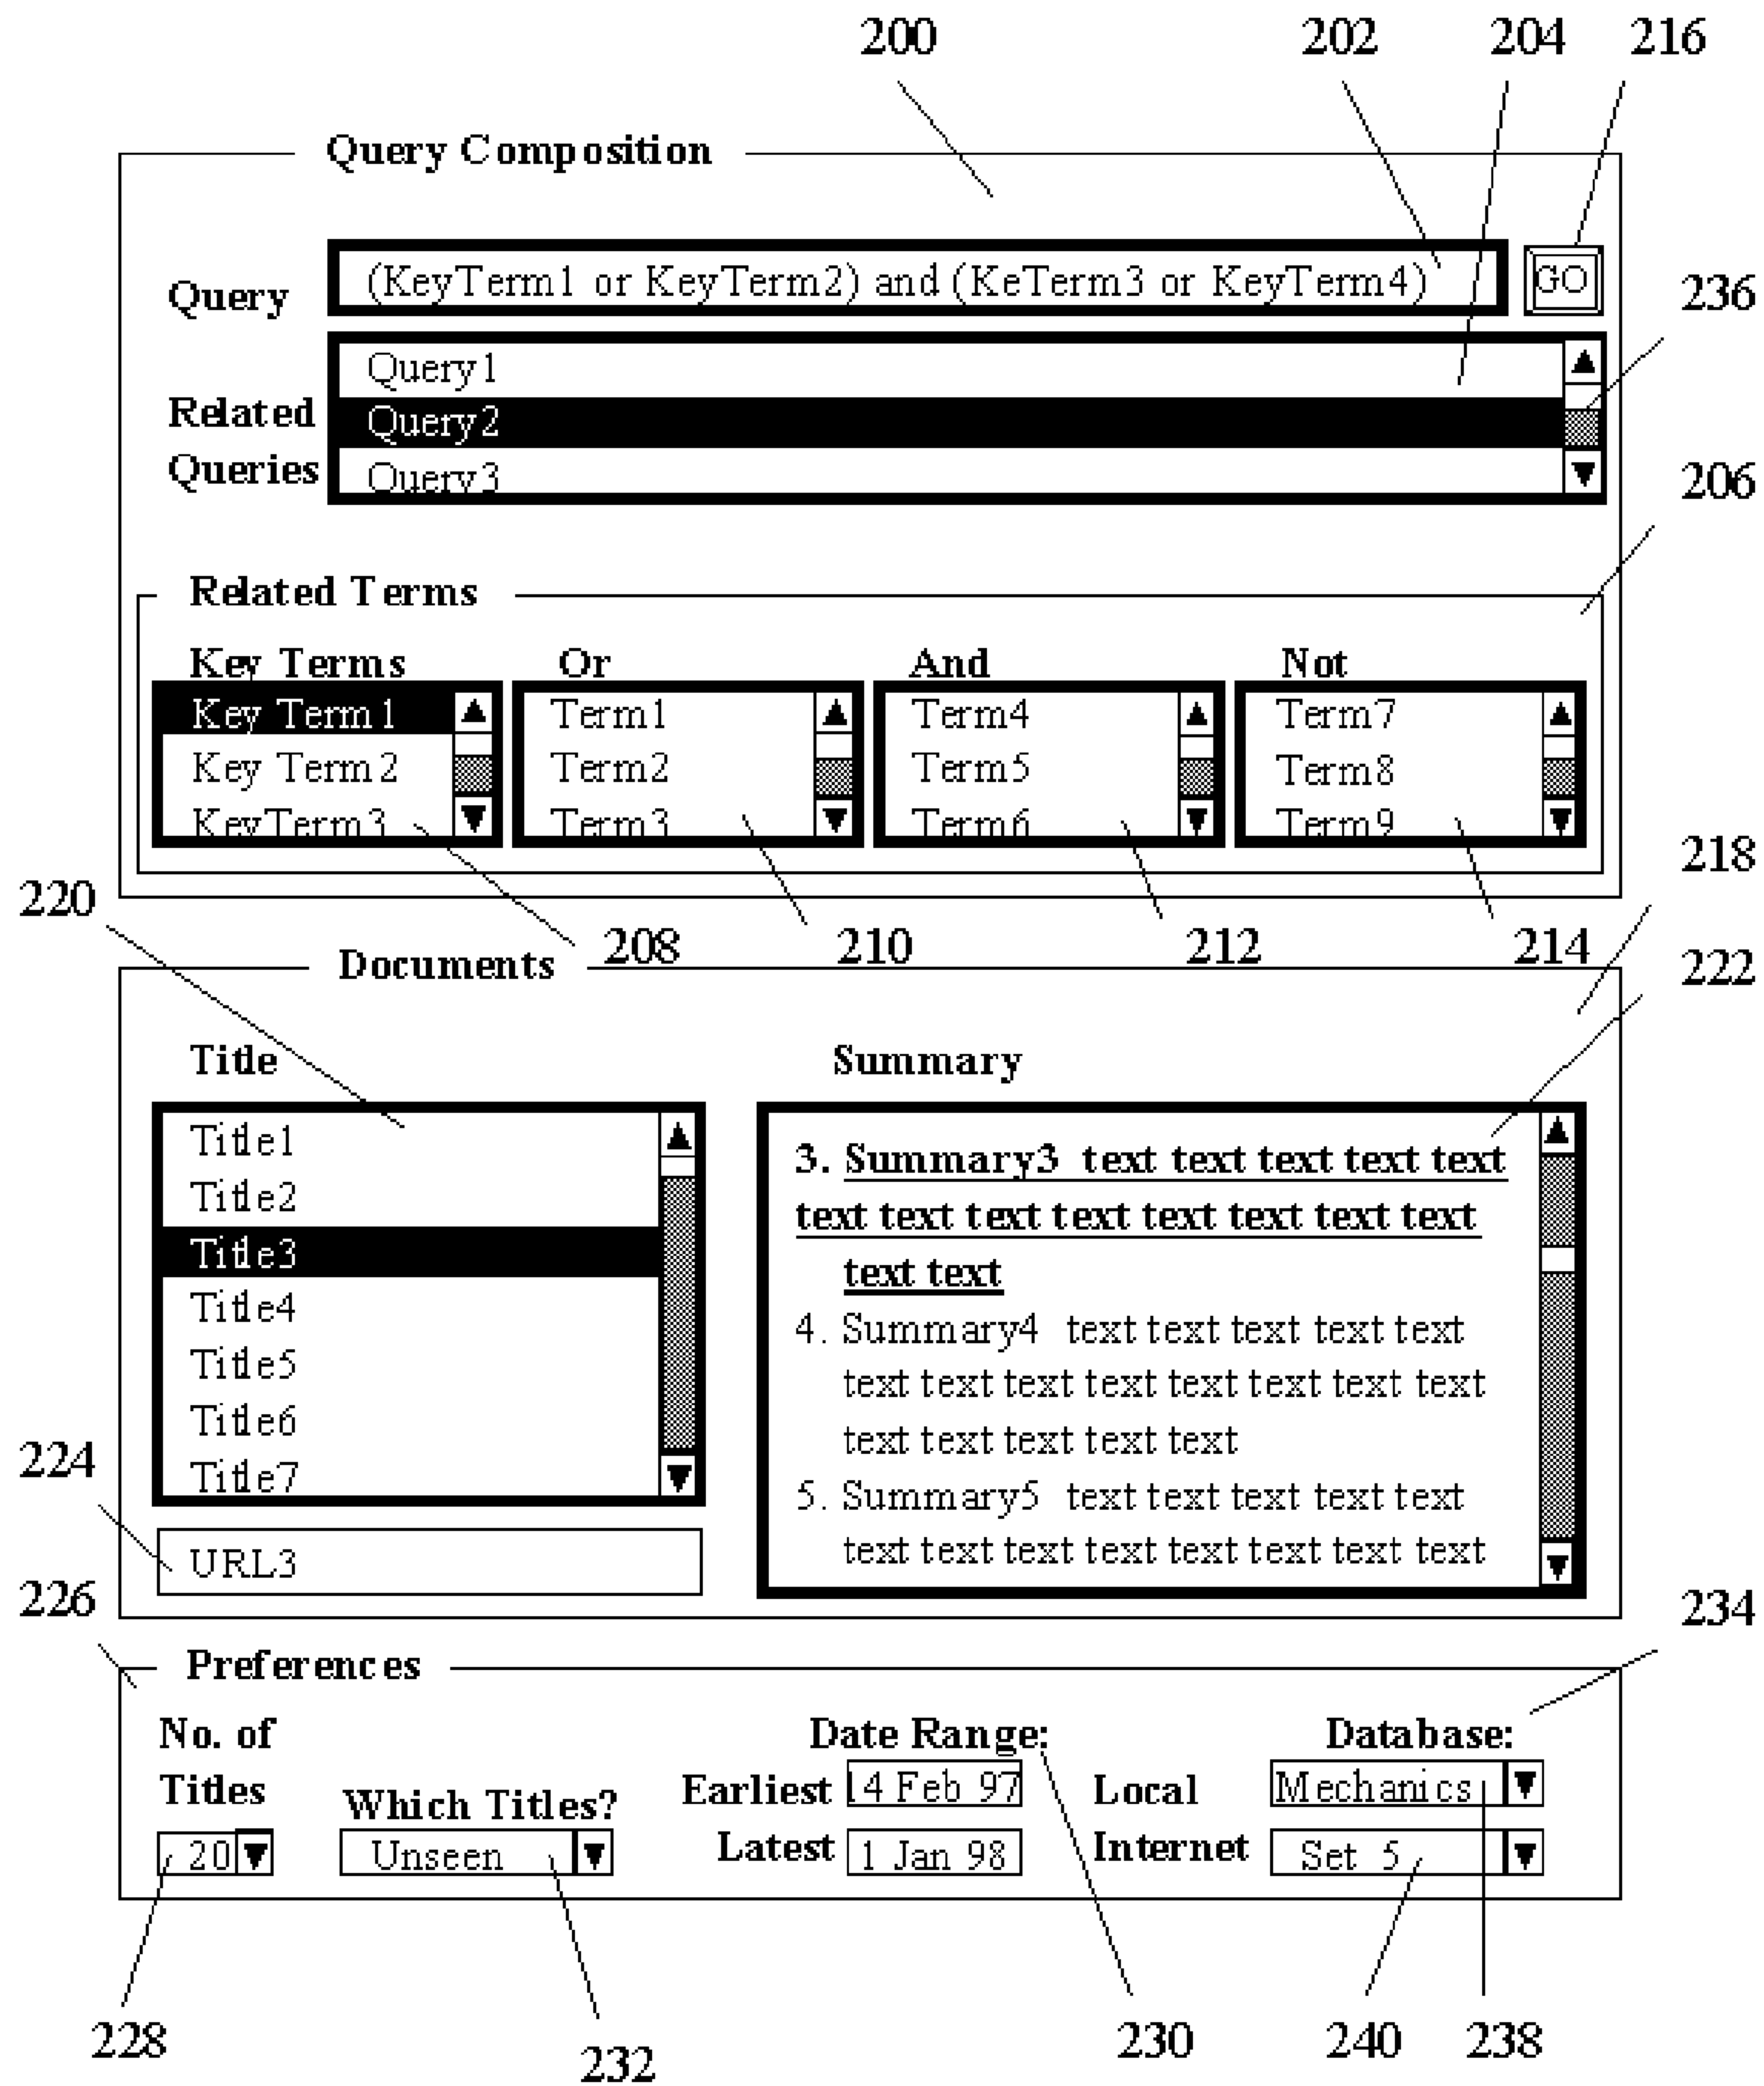 200 202 204 216
Query Composition
Query (KeyTerm1 or KeyTerm2) and (KeTerm3 or KeyTerm4) GO
236
Related Queries
Query1
Query2
Query3
206
Related Terms
Key Terms Or And Not
Key Term1 Term1 Term4 Term7
Key Term2 Term2 Term5 Term8
KeyTerm3 Term3 Term6 Term9
218
220
208 210 212 214
222
Documents
Title Summary
Title1
Title2
Title3
Title4
Title5
Title6
Title7
3. Summary3 text text text text text
text text text text text text text text
text text
4. Summary4 text text text text text
text text text text text text text text
text text text text text
5. Summary5 text text text text text
text text text text text text text text
224
URL3
226
234
Preferences
No. of Titles
20
Which Titles?
Unseen
Date Range:
Earliest 14 Feb 97
Latest 1 Jan 98
Database:
Local Mechanics
Internet Set 5
228 232 230 240 238